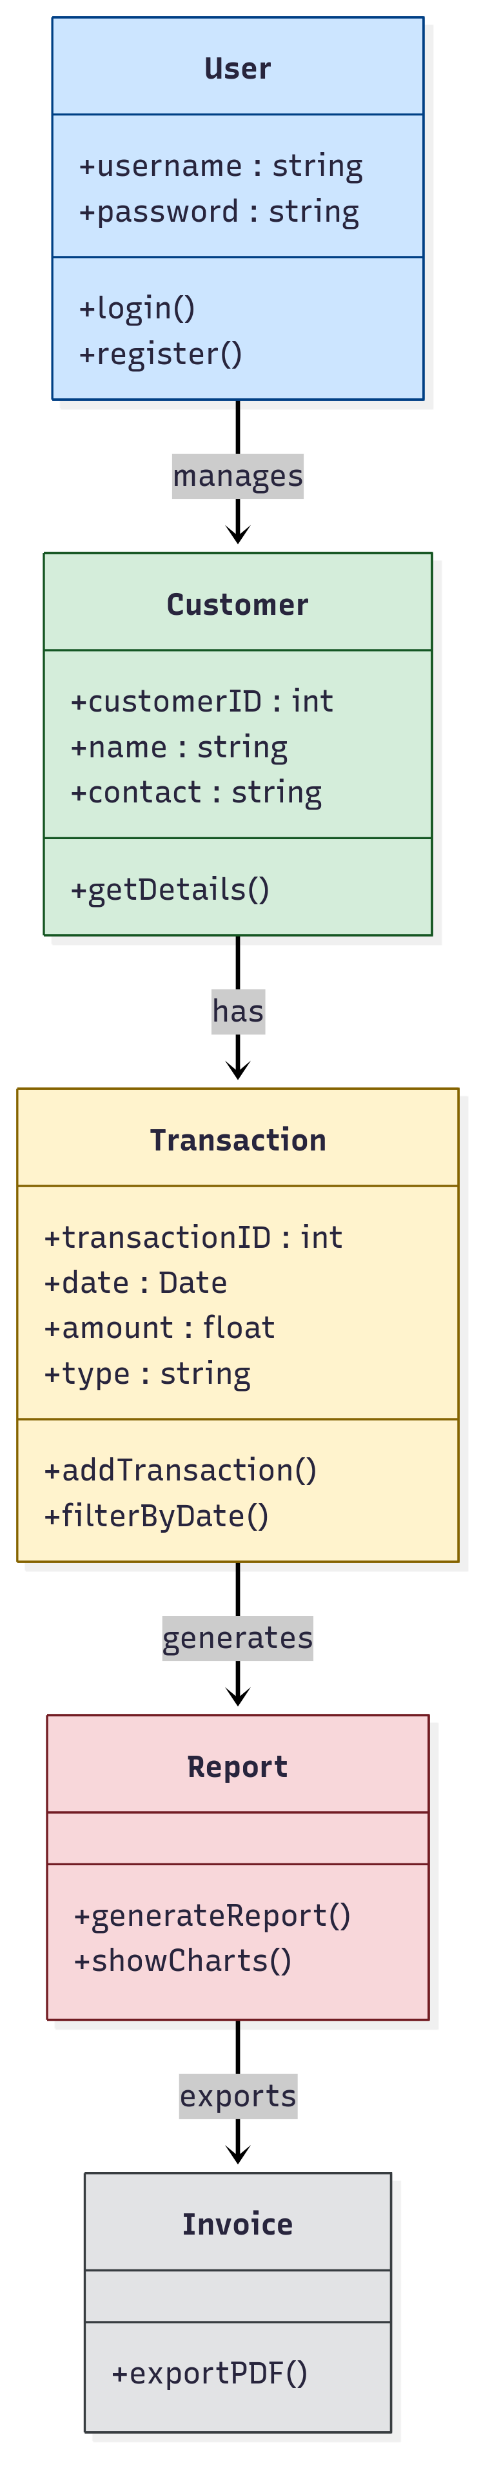 User
+username : string
+password : string
+login()
+register()
manages
Customer
+customerID : int
+name : string
+contact : string
+getDetails()
has
Transaction
+transactionID : int
+date : Date
+amount : float
+type : string
+addTransaction()
+filterByDate()
generates
Report
+generateReport()
+showCharts()
exports
Invoice
+exportPDF()